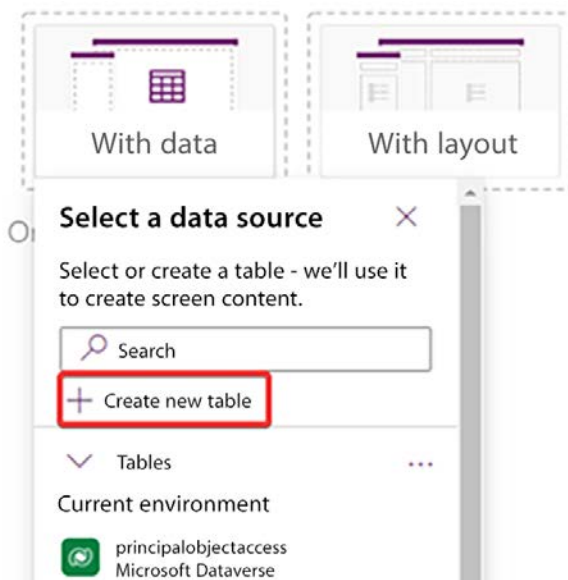 With data
With layout
Select a data source
Select or create a table - we'll use it
to create screen content.
Search
Create new table
Tables
Current environment
principalobjectaccess
Microsoft Dataverse